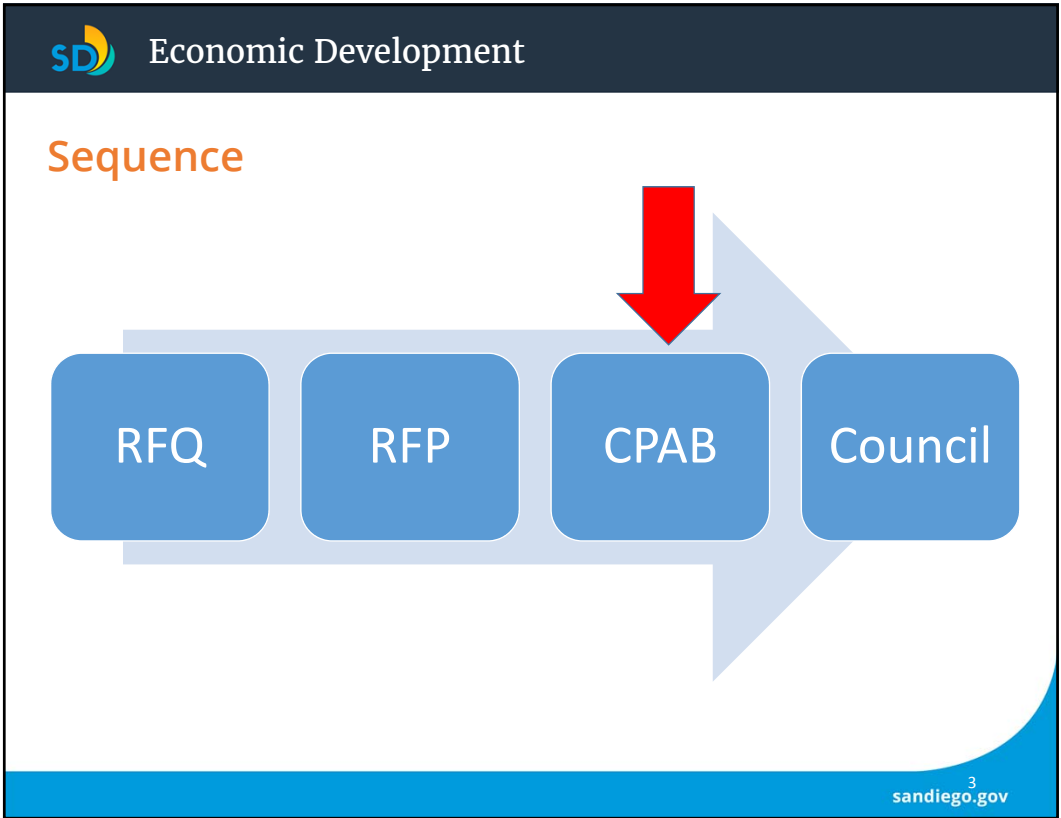 SD
Economic Development
Sequence
RFQ
RFP
CPAB
Council
3
sandiego.gov